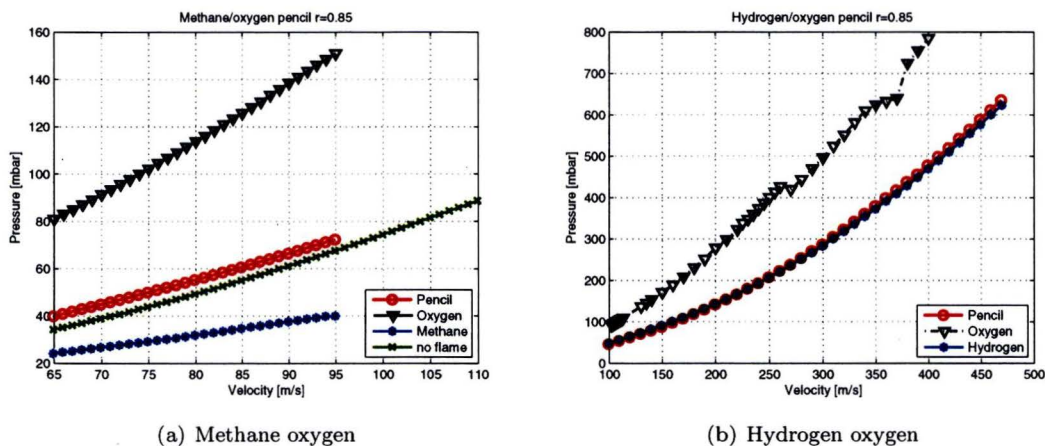 Methane/oxygen pencil r=0.85
160
140
120
100
80
60
40
20
Pressure [mbar]
Pencil
Oxygen
Methane
no flame
65 70 75 80 85 90 95 100 105 110
Velocity [m/s]
(a) Methane oxygen
Hydrogen/oxygen pencil r=0.85
800
700
600
500
400
300
200
100
0
Pressure [mbar]
Pencil
Oxygen
Hydrogen
100 150 200 250 300 350 400 450 500
Velocity [m/s]
(b) Hydrogen oxygen